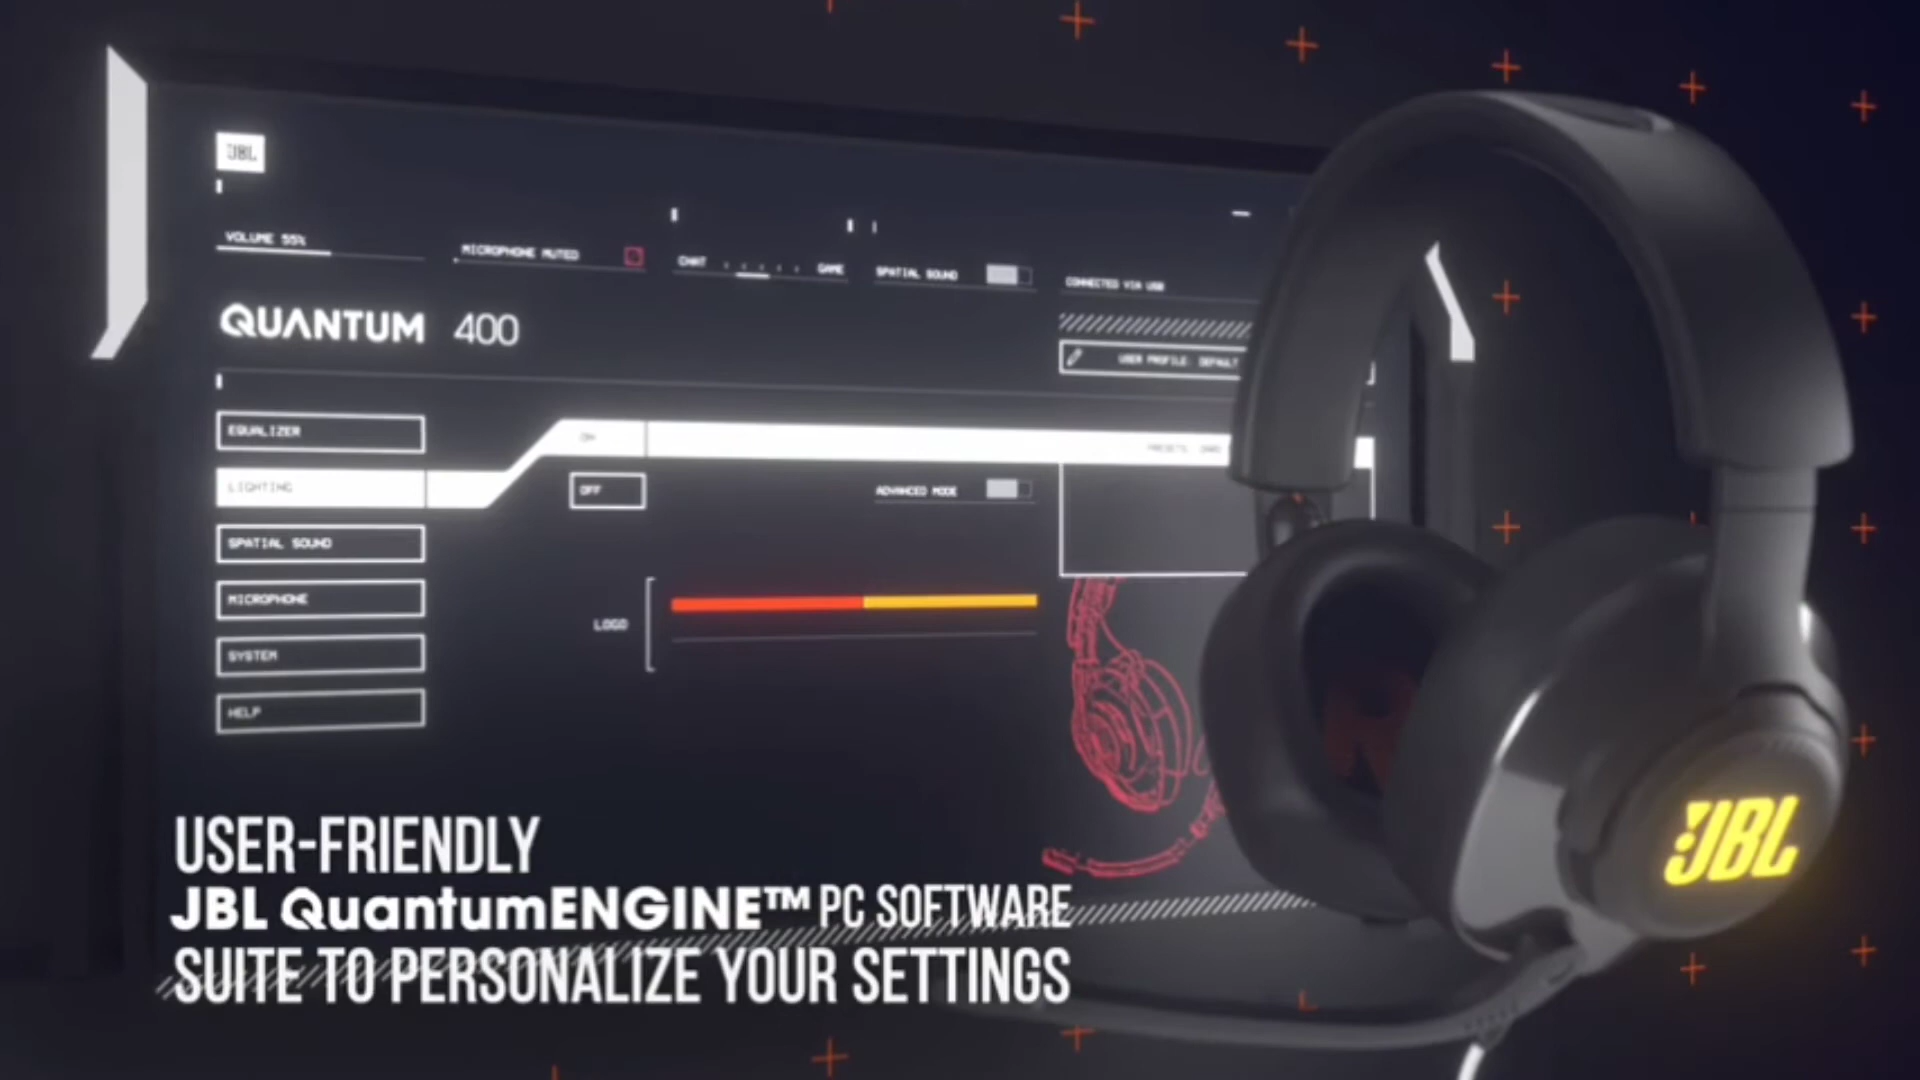 JBL
VOLUME 55%
MICROPHONE MUTED
CHAT
GAME
SPATIAL SOUND
CONNECTED VIA USB
QUANTUM 400
USER PROFILE: DEFAULT
EQUALIZER
ON
LIGHTING
OFF
ADVANCED MODE
SPATIAL SOUND
MICROPHONE
LOGO
SYSTEM
HELP
JBL
USER-FRIENDLY
JBL QuantumENGINE™ PC SOFTWARE
SUITE TO PERSONALIZE YOUR SETTINGS